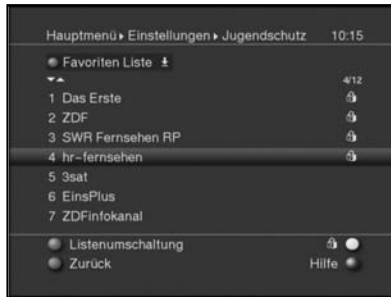 Hauptmenü▸Einstellungen▸Jugendschutz 10:15
Favoriten Liste
4/12
1 Das Erste
2 ZDF
3 SWR Fernsehen RP
4 hr-fernsehen
5 3sat
6 EinsPlus
7 ZDFinfokanal
Listenumschaltung
Zurück Hilfe